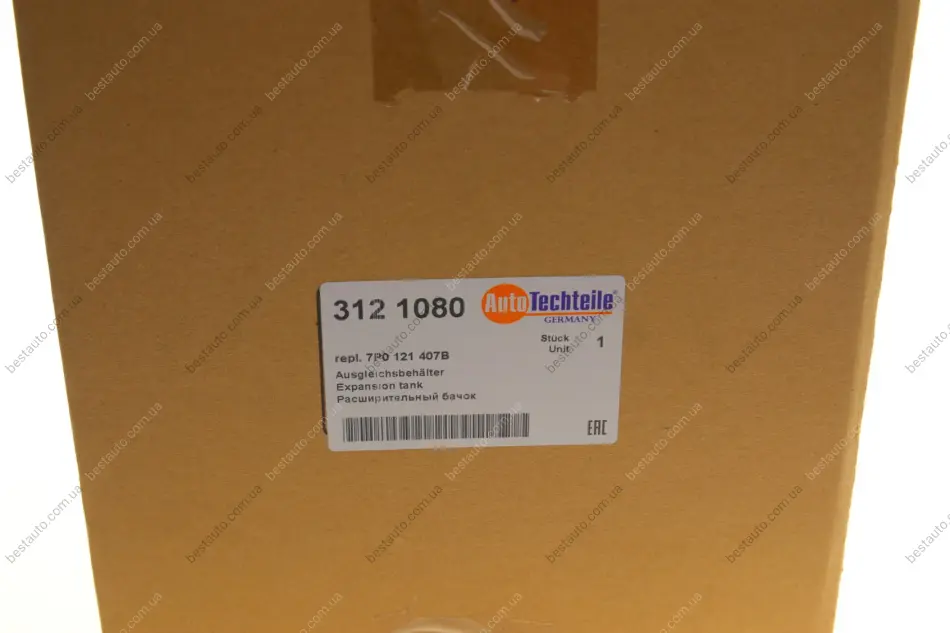 312 1080
AutoTechteile®
GERMANY
Stück
Unit 1
repl. 7P0 121 407B
Ausgleichsbehälter
Expansion tank
Расширительный бачок
EAC
bestauto.com.ua